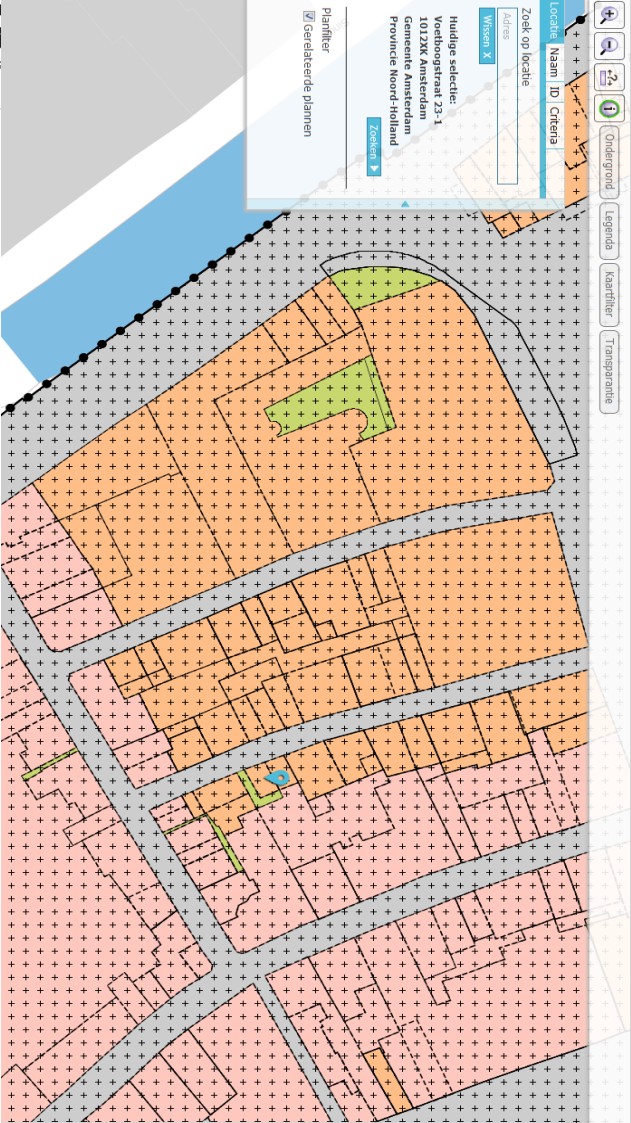 Ondergrond Legenda Kaartfilter Transparantie
Locatie Naam ID Criteria
Zoek op locatie
Adres
Wissen X
Huidige selectie:
Voetboogstraat 23-1
1012XK Amsterdam
Gemeente Amsterdam
Provincie Noord-Holland
Zoeken
Planfilter
Gerelateerde plannen